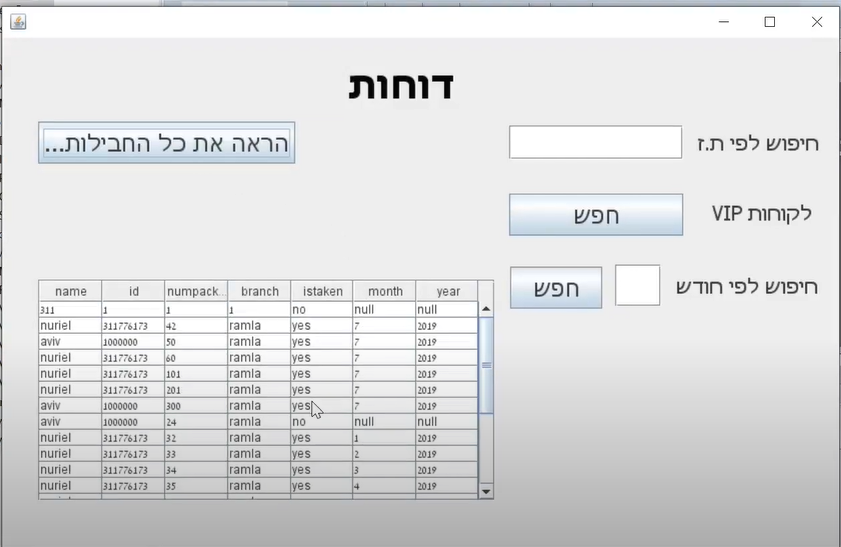 דוחות
חיפוש לפי ת.ז
הראה את כל החבילות...
לקוחות VIP
חפש
חיפוש לפי חודש
חפש
name id numpack... branch istaken month year
311 1 1 1 no null null
nuriel 311776173 42 ramla yes 7 2019
aviv 1000000 50 ramla yes 7 2019
nuriel 311776173 60 ramla yes 7 2019
nuriel 311776173 101 ramla yes 7 2019
nuriel 311776173 201 ramla yes 7 2019
aviv 1000000 300 ramla yes 7 2019
aviv 1000000 24 ramla no null null
nuriel 311776173 32 ramla yes 1 2019
nuriel 311776173 33 ramla yes 2 2019
nuriel 311776173 34 ramla yes 3 2019
nuriel 311776173 35 ramla yes 4 2019